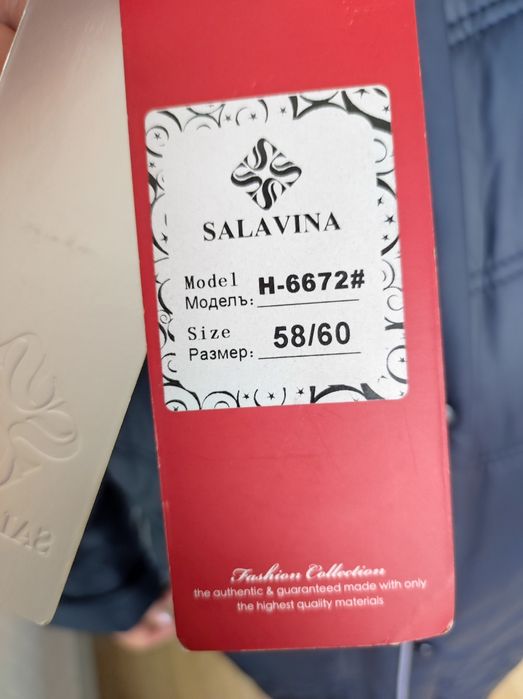 SALAVINA
Model H-6672#
Моделъ:
Size 58/60
Размер:
Fashion Collection
the authentic & guaranteed made with only
the highest quality materials